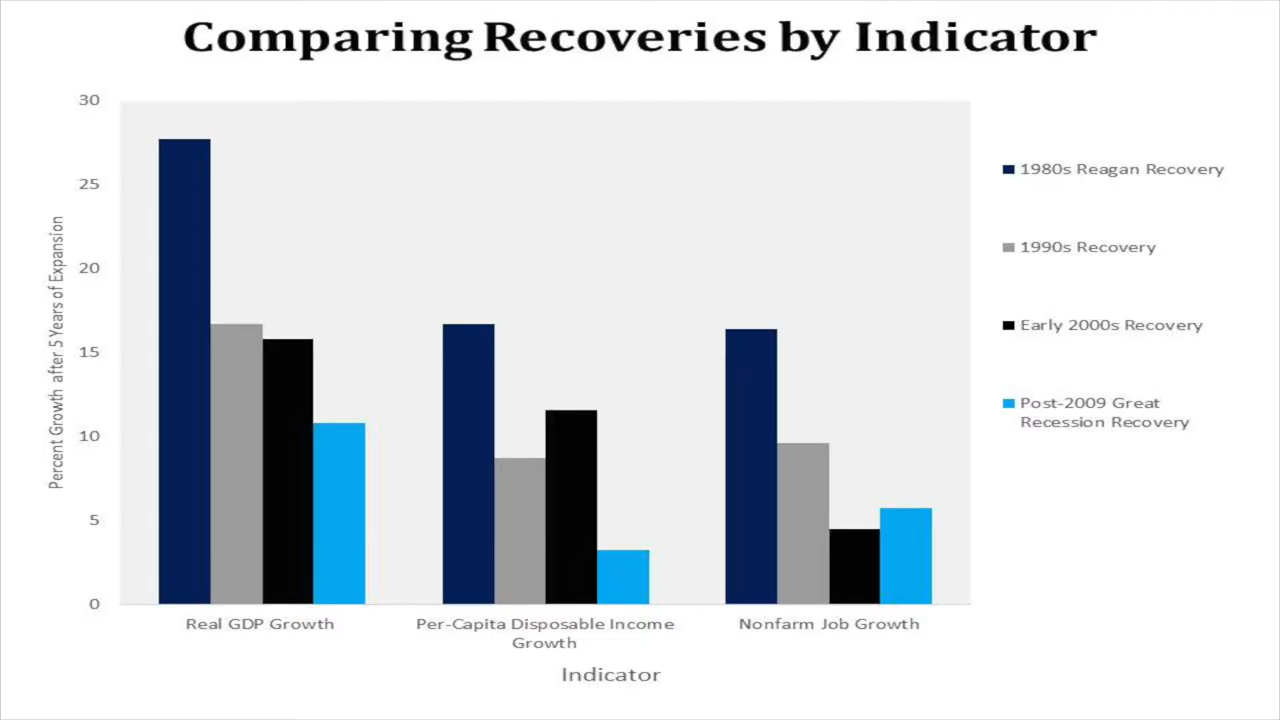 Comparing Recoveries by Indicator
Percent Growth after 5 Years of Expansion
30
25
20
15
10
5
0
Real GDP Growth
Per-Capita Disposable Income
Growth
Nonfarm Job Growth
Indicator
1980s Reagan Recovery
1990s Recovery
Early 2000s Recovery
Post-2009 Great
Recession Recovery